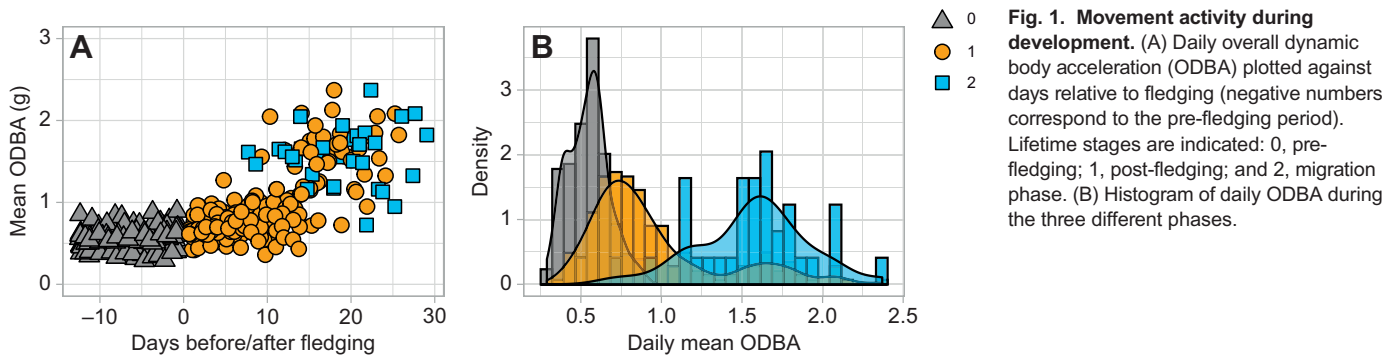 A
3
2
1
0
Mean ODBA (g)
–10
0
10
20
30
Days before/after fledging
B
3
2
1
0
Density
0.5
1.0
1.5
2.0
2.5
Daily mean ODBA
0
1
2
Fig. 1. Movement activity during
development. (A) Daily overall dynamic
body acceleration (ODBA) plotted against
days relative to fledging (negative numbers
correspond to the pre-fledging period).
Lifetime stages are indicated: 0, pre-
fledging; 1, post-fledging; and 2, migration
phase. (B) Histogram of daily ODBA during
the three different phases.